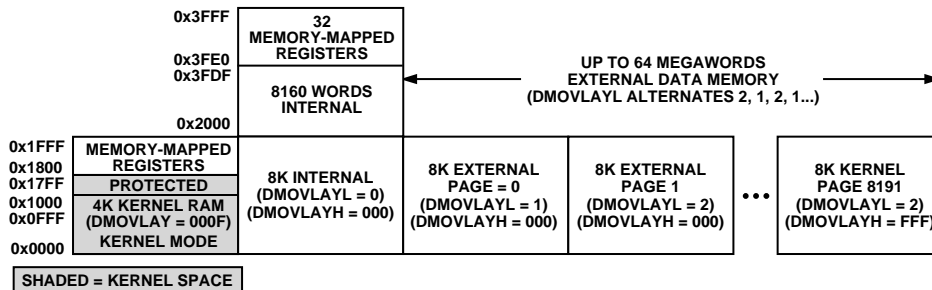 0x3FFF
32
MEMORY-MAPPED
REGISTERS
0x3FE0
0x3FDF
8160 WORDS
INTERNAL
0x2000
UP TO 64 MEGAWORDS
EXTERNAL DATA MEMORY
(DMOVLAYL ALTERNATES 2, 1, 2, 1...)
0x1FFF
0x1800
0x17FF
0x1000
0x0FFF
0x0000
MEMORY-MAPPED
REGISTERS
PROTECTED
4K KERNEL RAM
(DMOVLAY = 000F)
KERNEL MODE
8K INTERNAL
(DMOVLAYL = 0)
(DMOVLAYH = 000)
8K EXTERNAL
PAGE = 0
(DMOVLAYL = 1)
(DMOVLAYH = 000)
8K EXTERNAL
PAGE 1
(DMOVLAYL = 2)
(DMOVLAYH = 000)
•••
8K KERNEL
PAGE 8191
(DMOVLAYL = 2)
(DMOVLAYH = FFF)
SHADED = KERNEL SPACE